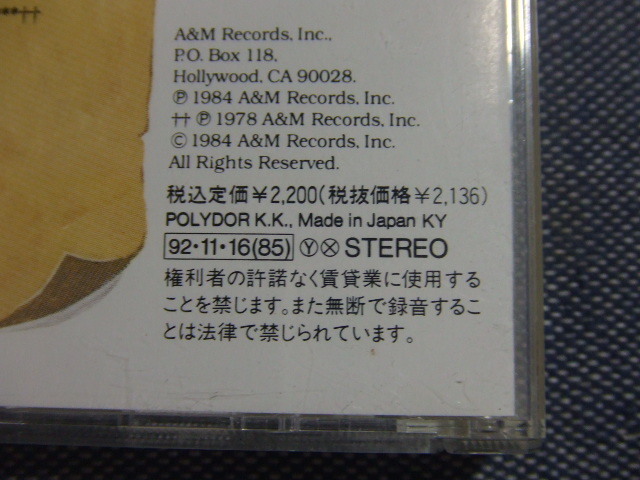 **††
A&M Records, Inc.,
P.O. Box 118,
Hollywood, CA 90028.
Ⓟ 1984 A&M Records, Inc.
†† Ⓟ 1978 A&M Records, Inc.
© 1984 A&M Records, Inc.
All Rights Reserved.
税込定価¥2,200(税抜価格¥2,136)
POLYDOR K.K., Made in Japan KY
92・11・16(85) Ⓨ⊗ STEREO
権利者の許諾なく賃貸業に使用する
ことを禁じます。また無断で録音するこ
とは法律で禁じられています。